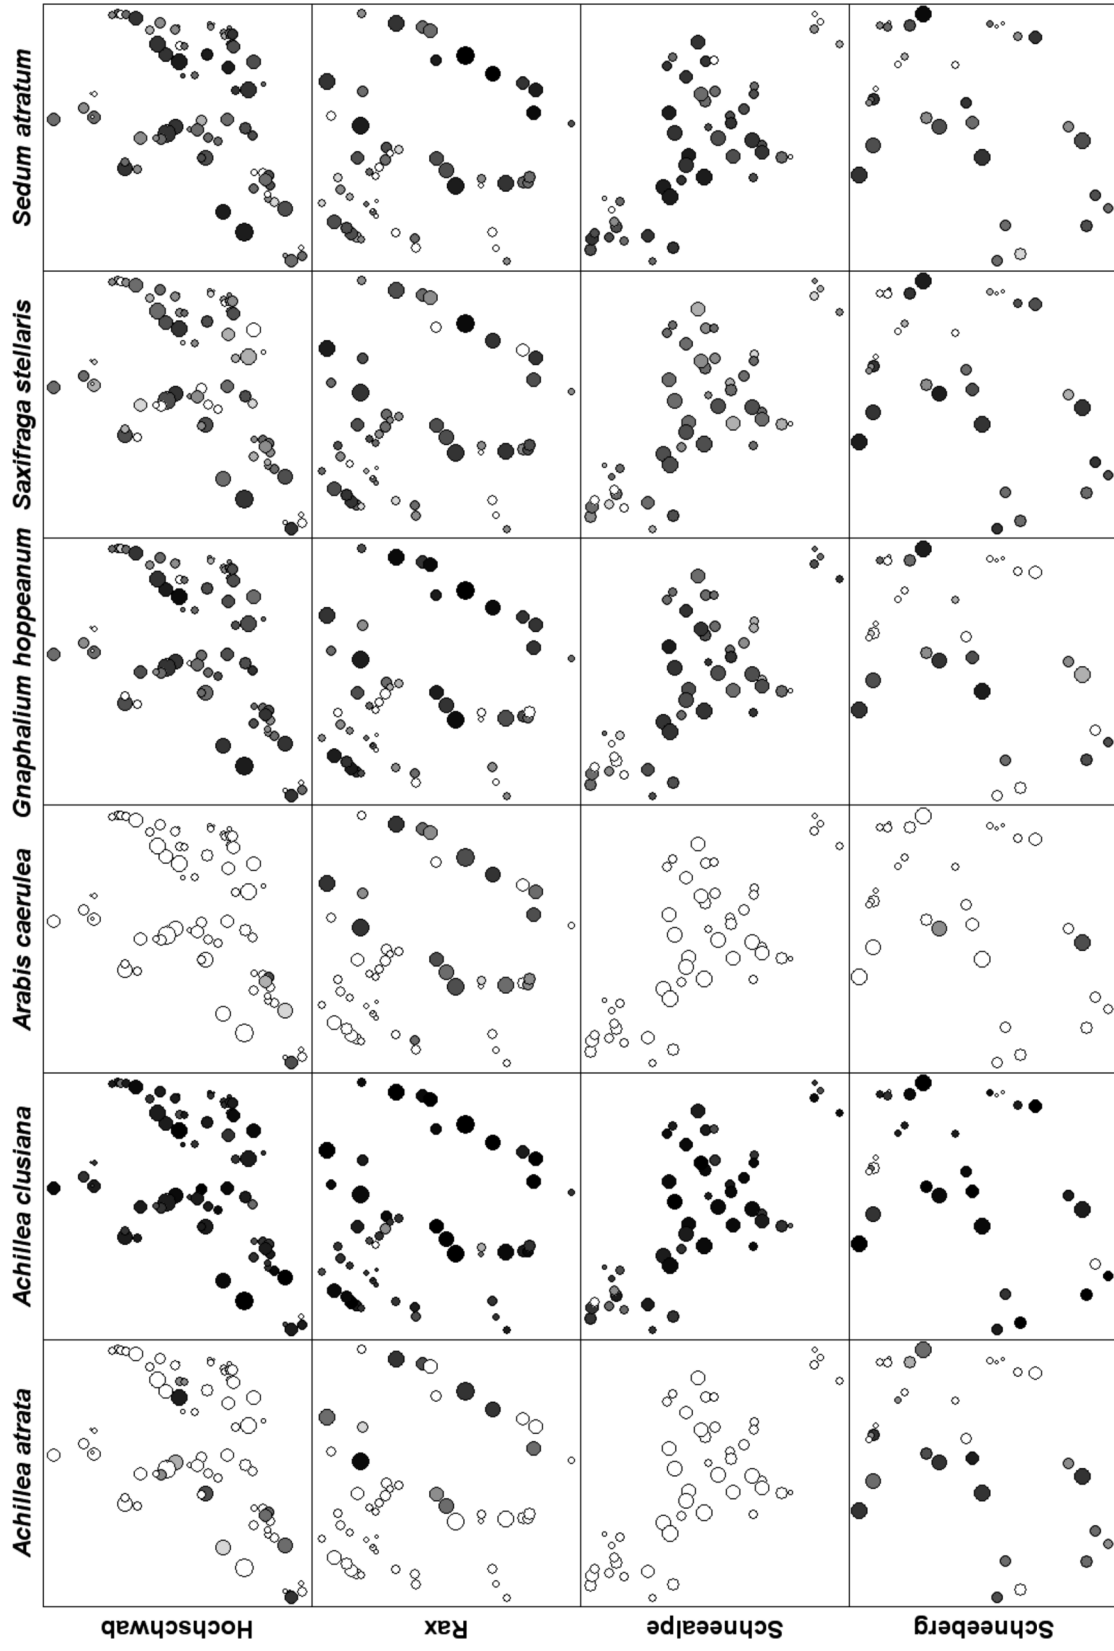 Achillea atrata
Achillea clusiana
Arabis caerulea
Gnaphalium hoppeanum
Saxifraga stellaris
Sedum atratum
Hochschwab
Rax
Schneealpe
Schneeberg